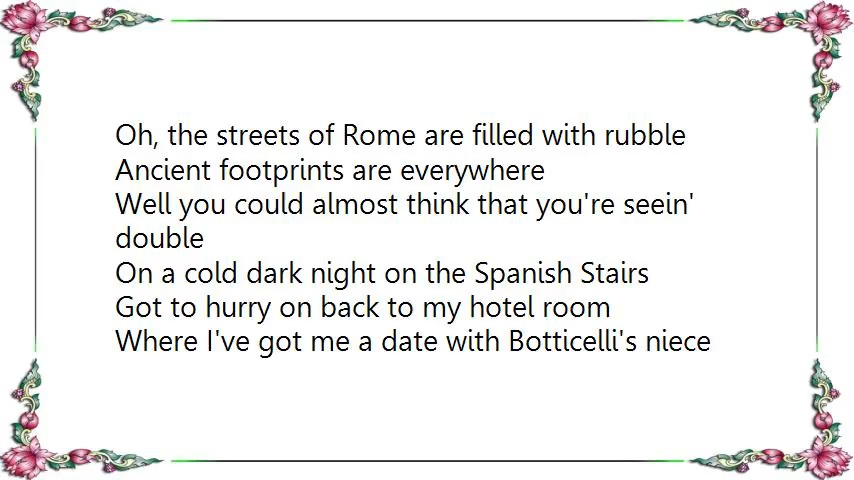 Oh, the streets of Rome are filled with rubble
Ancient footprints are everywhere
Well you could almost think that you're seein'
double
On a cold dark night on the Spanish Stairs
Got to hurry on back to my hotel room
Where I've got me a date with Botticelli's niece